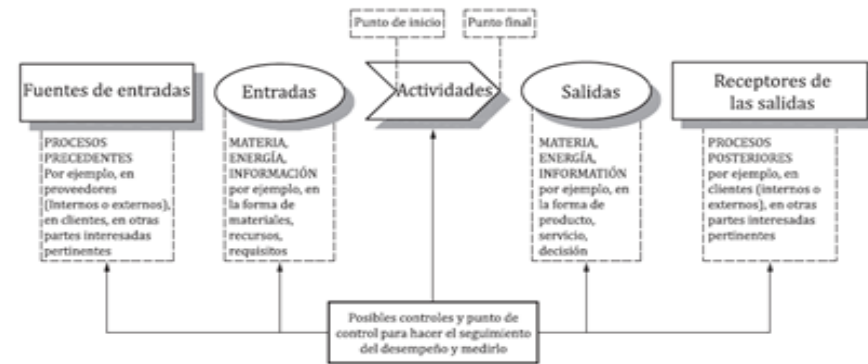 Punto de inicio
Punto final
Fuentes de entradas
Entradas
Actividades
Salidas
Receptores de
las salidas
PROCESOS
PRECEDENTES
Por ejemplo, en
proveedores
(Internos o externos),
en clientes, en otras
partes interesadas
pertinentes
MATERIA,
ENERGÍA,
INFORMACIÓN
por ejemplo, en
la forma de
materiales,
recursos,
requisitos
MATERIA,
ENERGÍA,
INFORMATIÓN
por ejemplo, en
la forma de
producto,
servicio,
decisión
PROCESOS
POSTERIORES
por ejemplo, en
clientes (internos o
externos), en otras
partes interesadas
pertinentes
Posibles controles y punto de
control para hacer el seguimiento
del desempeño y medirlo